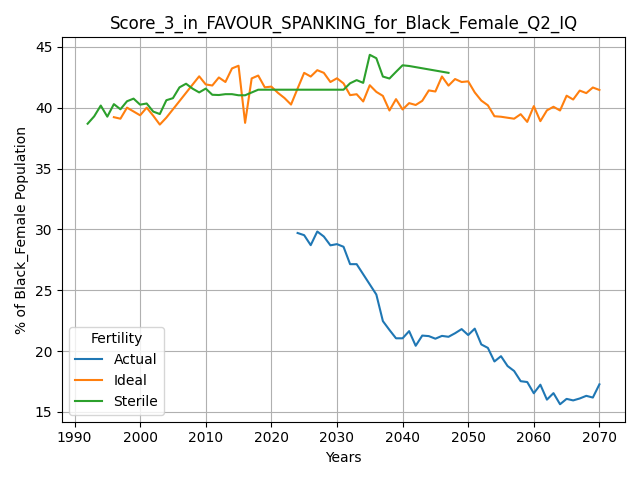 Score_3_in_FAVOUR_SPANKING_for_Black_Female_Q2_IQ
% of Black_Female Population
45
40
35
30
25
20
15
Fertility
Actual
Ideal
Sterile
1990 2000 2010 2020 2030 2040 2050 2060 2070
Years